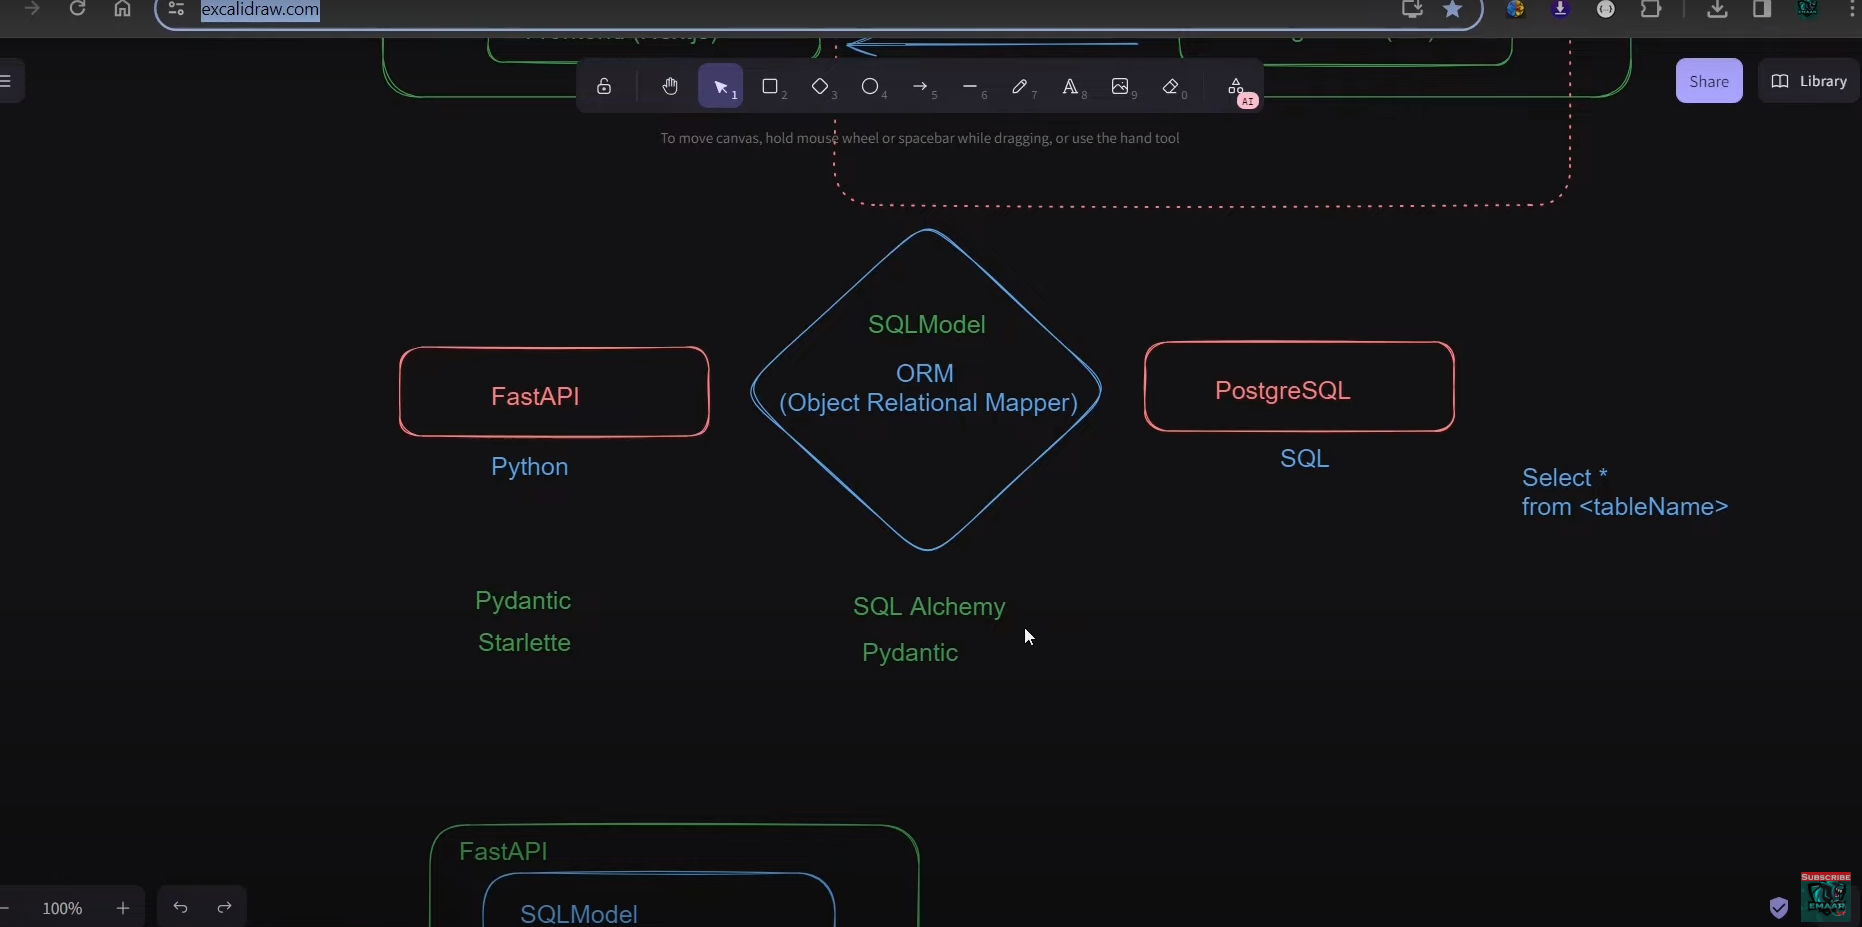 excalidraw.com
1
2
3
4
5
6
7
8
9
0
AI
Share
Library
To move canvas, hold mouse wheel or spacebar while dragging, or use the hand tool
SQLModel
ORM
(Object Relational Mapper)
FastAPI
Python
PostgreSQL
SQL
Select *
from <tableName>
Pydantic
Starlette
SQL Alchemy
Pydantic
FastAPI
SQLModel
100%
SUBSCRIBE
EMAAR